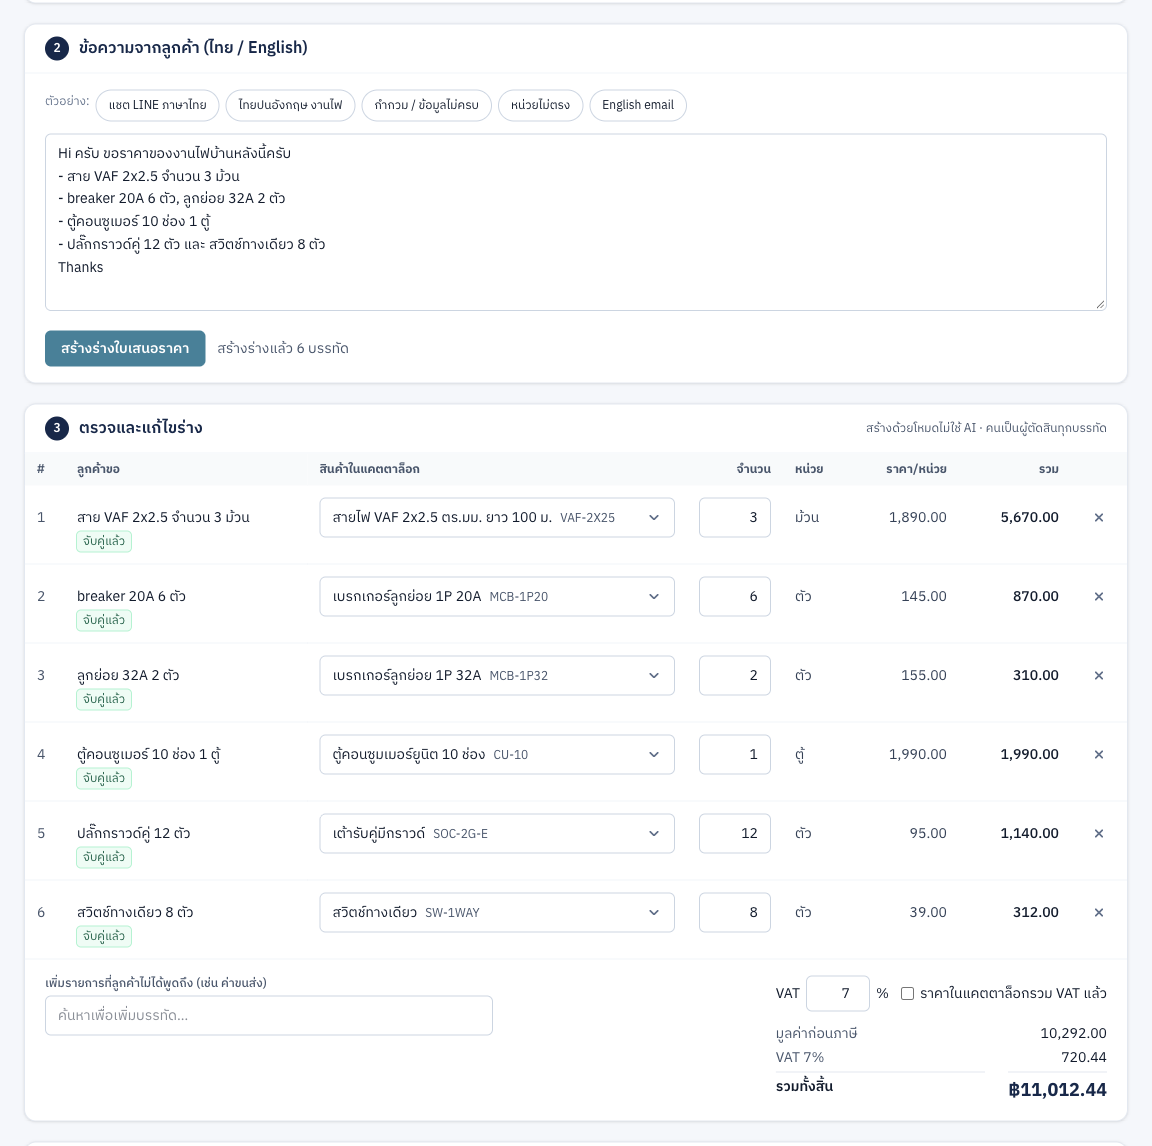 2 ข้อความจากลูกค้า (ไทย / English)
ตัวอย่าง: แชต LINE ภาษาไทย ไทยปนอังกฤษ งานไฟ กำกวม / ข้อมูลไม่ครบ หน่วยไม่ตรง English email
Hi ครับ ขอราคาของงานไฟบ้านหลังนี้ครับ
- สาย VAF 2x2.5 จำนวน 3 ม้วน
- breaker 20A 6 ตัว, ลูกย่อย 32A 2 ตัว
- ตู้คอนซูเมอร์ 10 ช่อง 1 ตู้
- ปลั๊กกราวด์คู่ 12 ตัว และ สวิตช์ทางเดียว 8 ตัว
Thanks
สร้างร่างใบเสนอราคา สร้างร่างแล้ว 6 บรรทัด
3 ตรวจและแก้ไขร่าง สร้างด้วยโหมดไม่ใช้ AI · คนเป็นผู้ตัดสินทุกบรรทัด
# ลูกค้าขอ สินค้าในแคตตาล็อก จำนวน หน่วย ราคา/หน่วย รวม
1 สาย VAF 2x2.5 จำนวน 3 ม้วน สายไฟ VAF 2x2.5 ตร.มม. ยาว 100 ม. VAF-2X25 3 ม้วน 1,890.00 5,670.00 ×
จับคู่แล้ว
2 breaker 20A 6 ตัว เบรกเกอร์ลูกย่อย 1P 20A MCB-1P20 6 ตัว 145.00 870.00 ×
จับคู่แล้ว
3 ลูกย่อย 32A 2 ตัว เบรกเกอร์ลูกย่อย 1P 32A MCB-1P32 2 ตัว 155.00 310.00 ×
จับคู่แล้ว
4 ตู้คอนซูเมอร์ 10 ช่อง 1 ตู้ ตู้คอนซูมเมอร์ยูนิต 10 ช่อง CU-10 1 ตู้ 1,990.00 1,990.00 ×
จับคู่แล้ว
5 ปลั๊กกราวด์คู่ 12 ตัว เต้ารับคู่มีกราวด์ SOC-2G-E 12 ตัว 95.00 1,140.00 ×
จับคู่แล้ว
6 สวิตช์ทางเดียว 8 ตัว สวิตช์ทางเดียว SW-1WAY 8 ตัว 39.00 312.00 ×
จับคู่แล้ว
เพิ่มรายการที่ลูกค้าไม่ได้พูดถึง (เช่น ค่าขนส่ง)
ค้นหาเพื่อเพิ่มบรรทัด…
VAT 7 % ราคาในแคตตาล็อกรวม VAT แล้ว
มูลค่าก่อนภาษี 10,292.00
VAT 7% 720.44
รวมทั้งสิ้น ฿11,012.44